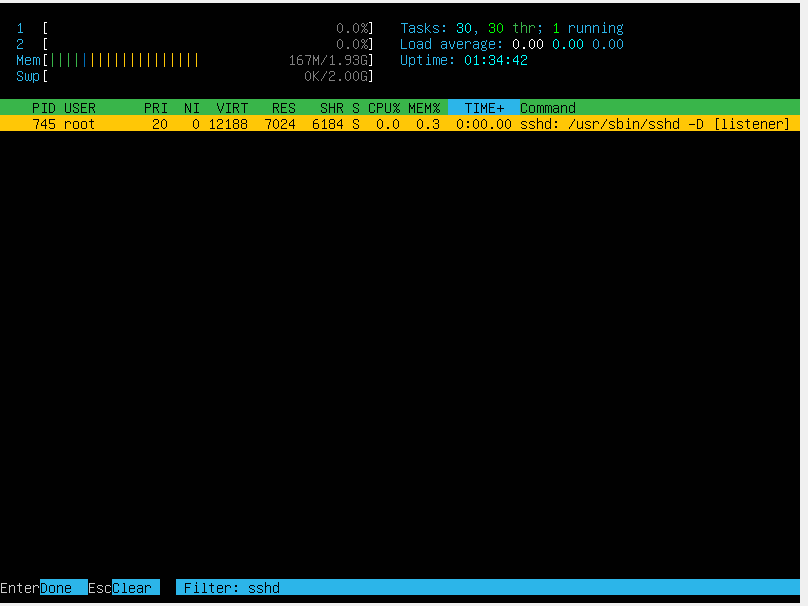 1 [ 0.0%] Tasks: 30, 30 thr; 1 running
2 [ 0.0%] Load average: 0.00 0.00 0.00
Mem[||||||||||||||||||| 167M/1.93G] Uptime: 01:34:42
Swp[ 0K/2.00G]
PID USER PRI NI VIRT RES SHR S CPU% MEM% TIME+ Command
745 root 20 0 12188 7024 6184 S 0.0 0.3 0:00.00 sshd: /usr/sbin/sshd -D [listener]
EnterDone EscClear Filter: sshd